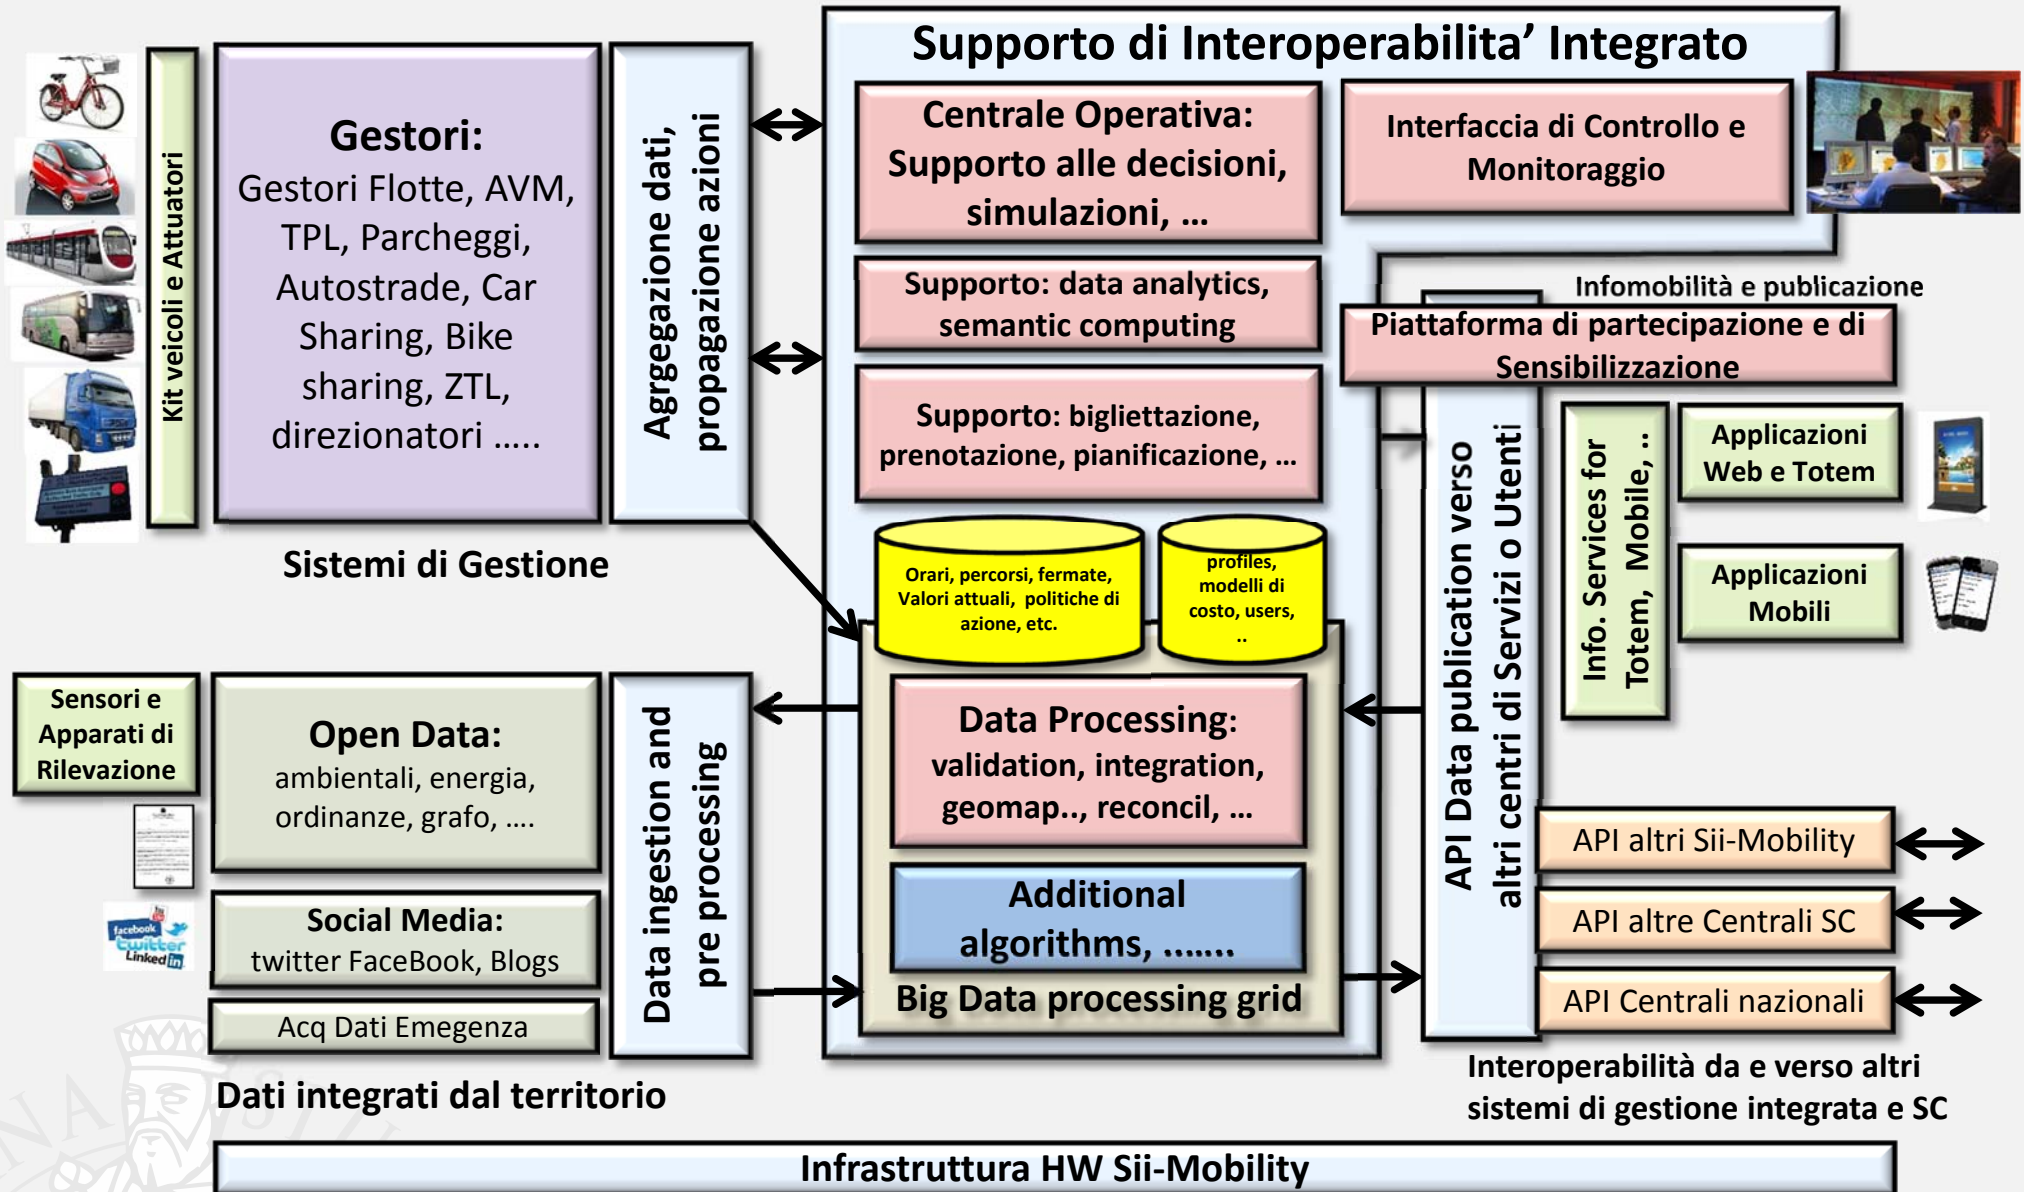 Supporto di Interoperabilita’ Integrato
Kit veicoli e Attuatori
Gestori:
Gestori Flotte, AVM,
TPL, Parcheggi,
Autostrade, Car
Sharing, Bike
sharing, ZTL,
direzionatori .....
Agrgegazione dati,
propagazione azioni
Sistemi di Gestione
Centrale Operativa:
Supporto alle decisioni,
simulazioni, ...
Interfaccia di Controllo e
Monitoraggio
Supporto: data analytics,
semantic computing
Supporto: bigliettazione,
prenotazione, pianificazione, ...
Infomobilità e publicazione
Piattaforma di partecipazione e di
Sensibilizzazione
Orari, percorsi, fermate,
Valori attuali, politiche di
azione, etc.
profiles,
modelli di
costo, users,
..
API Data publication verso
altri centri di Servizi o Utenti
Info. Services for
Totem, Mobile, ..
Applicazioni
Web e Totem
Applicazioni
Mobili
Sensori e
Apparati di
Rilevazione
Open Data:
ambientali, energia,
ordinanze, grafo, ....
facebook
twitter
Linked in
Social Media:
twitter FaceBook, Blogs
Acq Dati Emegenza
Data ingestion and
pre processing
Dati integrati dal territorio
Data Processing:
validation, integration,
geomap.., reconcil, ...
Additional
algorithms, .......
Big Data processing grid
API altri Sii-Mobility
API altre Centrali SC
API Centrali nazionali
Interoperabilità da e verso altri
sistemi di gestione integrata e SC
Infrastruttura HW Sii-Mobility